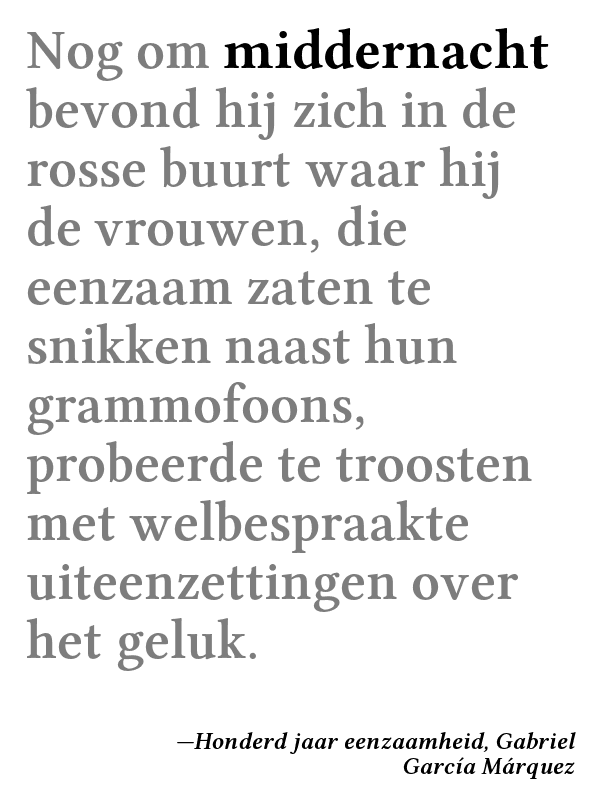 Nog om middernacht
bevond hij zich in de
rosse buurt waar hij
de vrouwen, die
eenzaam zaten te
snikken naast hun
grammofoons,
probeerde te troosten
met welbespraakte
uiteenzettingen over
het geluk.
—Honderd jaar eenzaamheid, Gabriel
García Márquez